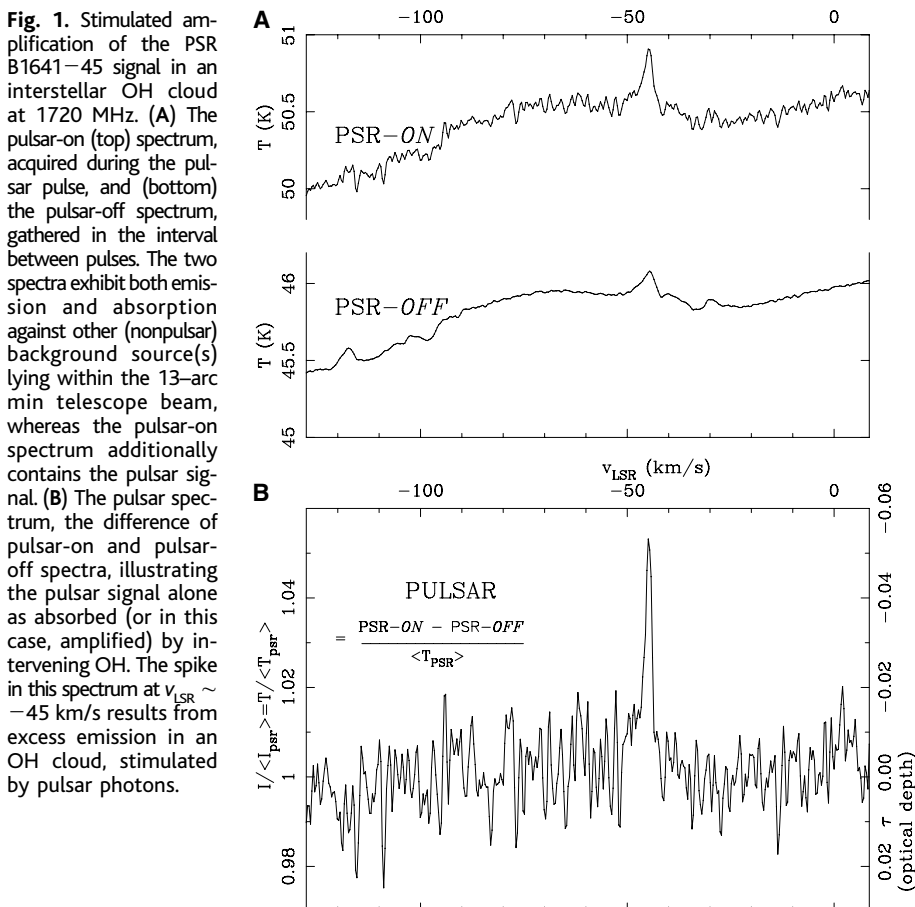 Fig. 1. Stimulated am-
plification of the PSR
B1641−45 signal in an
interstellar OH cloud
at 1720 MHz. (A) The
pulsar-on (top) spectrum,
acquired during the pul-
sar pulse, and (bottom)
the pulsar-off spectrum,
gathered in the interval
between pulses. The two
spectra exhibit both emis-
sion and absorption
against other (nonpulsar)
background source(s)
lying within the 13–arc
min telescope beam,
whereas the pulsar-on
spectrum additionally
contains the pulsar sig-
nal. (B) The pulsar spec-
trum, the difference of
pulsar-on and pulsar-
off spectra, illustrating
the pulsar signal alone
as absorbed (or in this
case, amplified) by in-
tervening OH. The spike
in this spectrum at v_LSR ~
−45 km/s results from
excess emission in an
OH cloud, stimulated
by pulsar photons.
A
−100 −50 0
51
50.5
50
T (K)
PSR-ON
46
45.5
45
T (K)
PSR-OFF
v_LSR (km/s)
B
−100 −50 0
1.04
1.02
1
0.98
I/<I_psr>=T/<T_psr>
PULSAR
= PSR-ON − PSR-OFF
<T_PSR>
−0.06
−0.04
−0.02
0.00
0.02
τ
(optical depth)